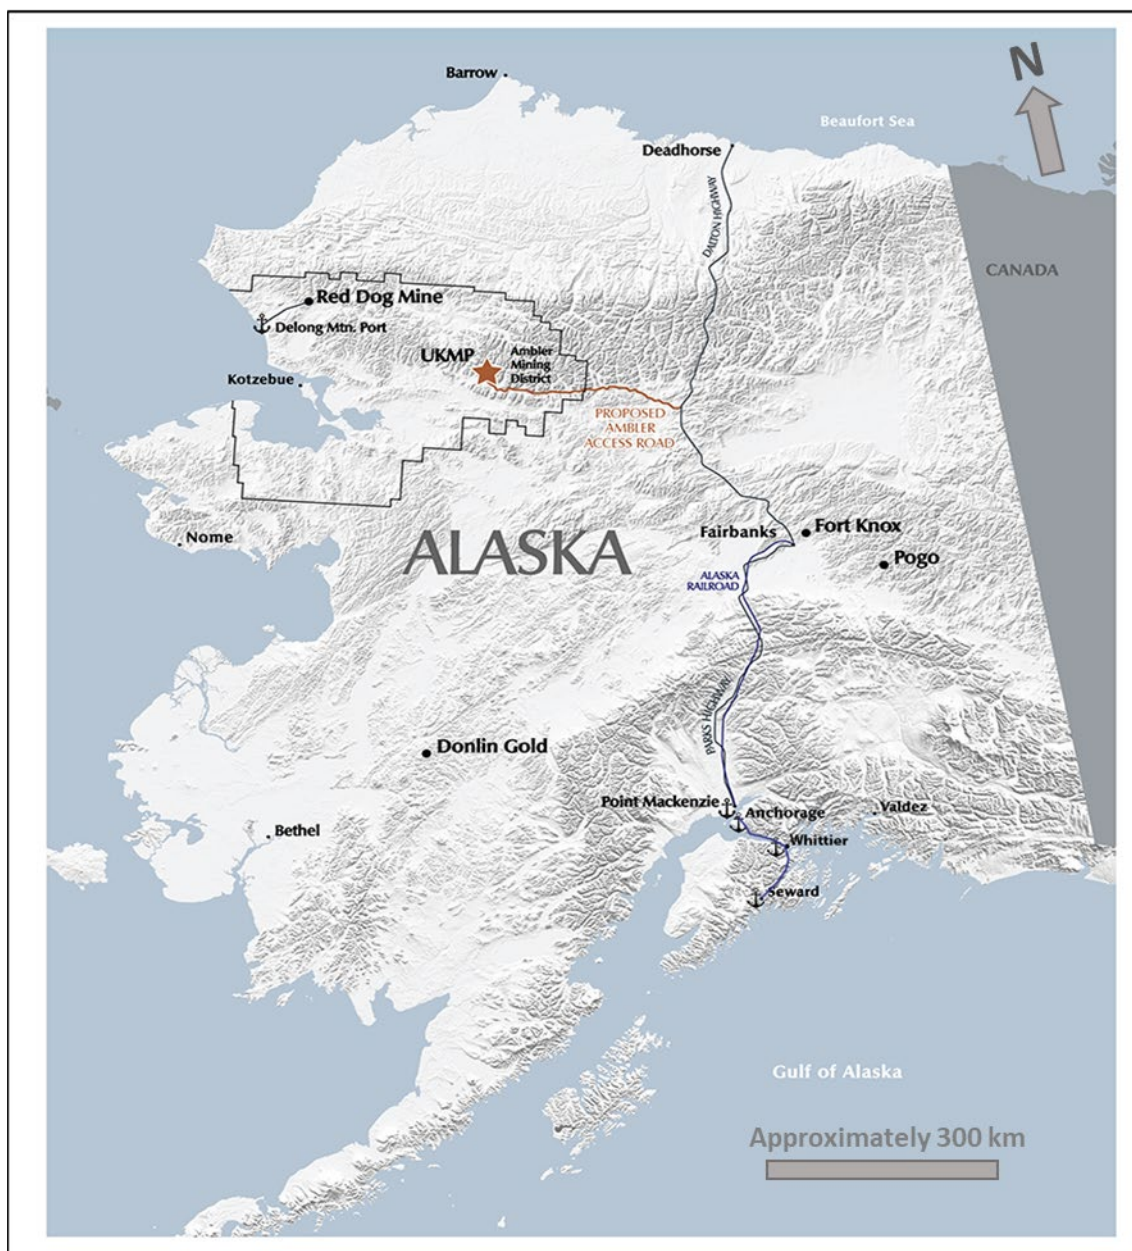 N
Barrow
Beaufort Sea
Deadhorse
DALTON HIGHWAY
CANADA
Red Dog Mine
Delong Mtn. Port
UKMP
Ambler
Mining
District
Kotzebue
PROPOSED
AMBLER
ACCESS ROAD
Nome
ALASKA
Fairbanks
Fort Knox
Pogo
ALASKA
RAILROAD
PARKS HIGHWAY
Donlin Gold
Point Mackenzie
Anchorage
Valdez
Bethel
Whittier
Seward
Gulf of Alaska
Approximately 300 km